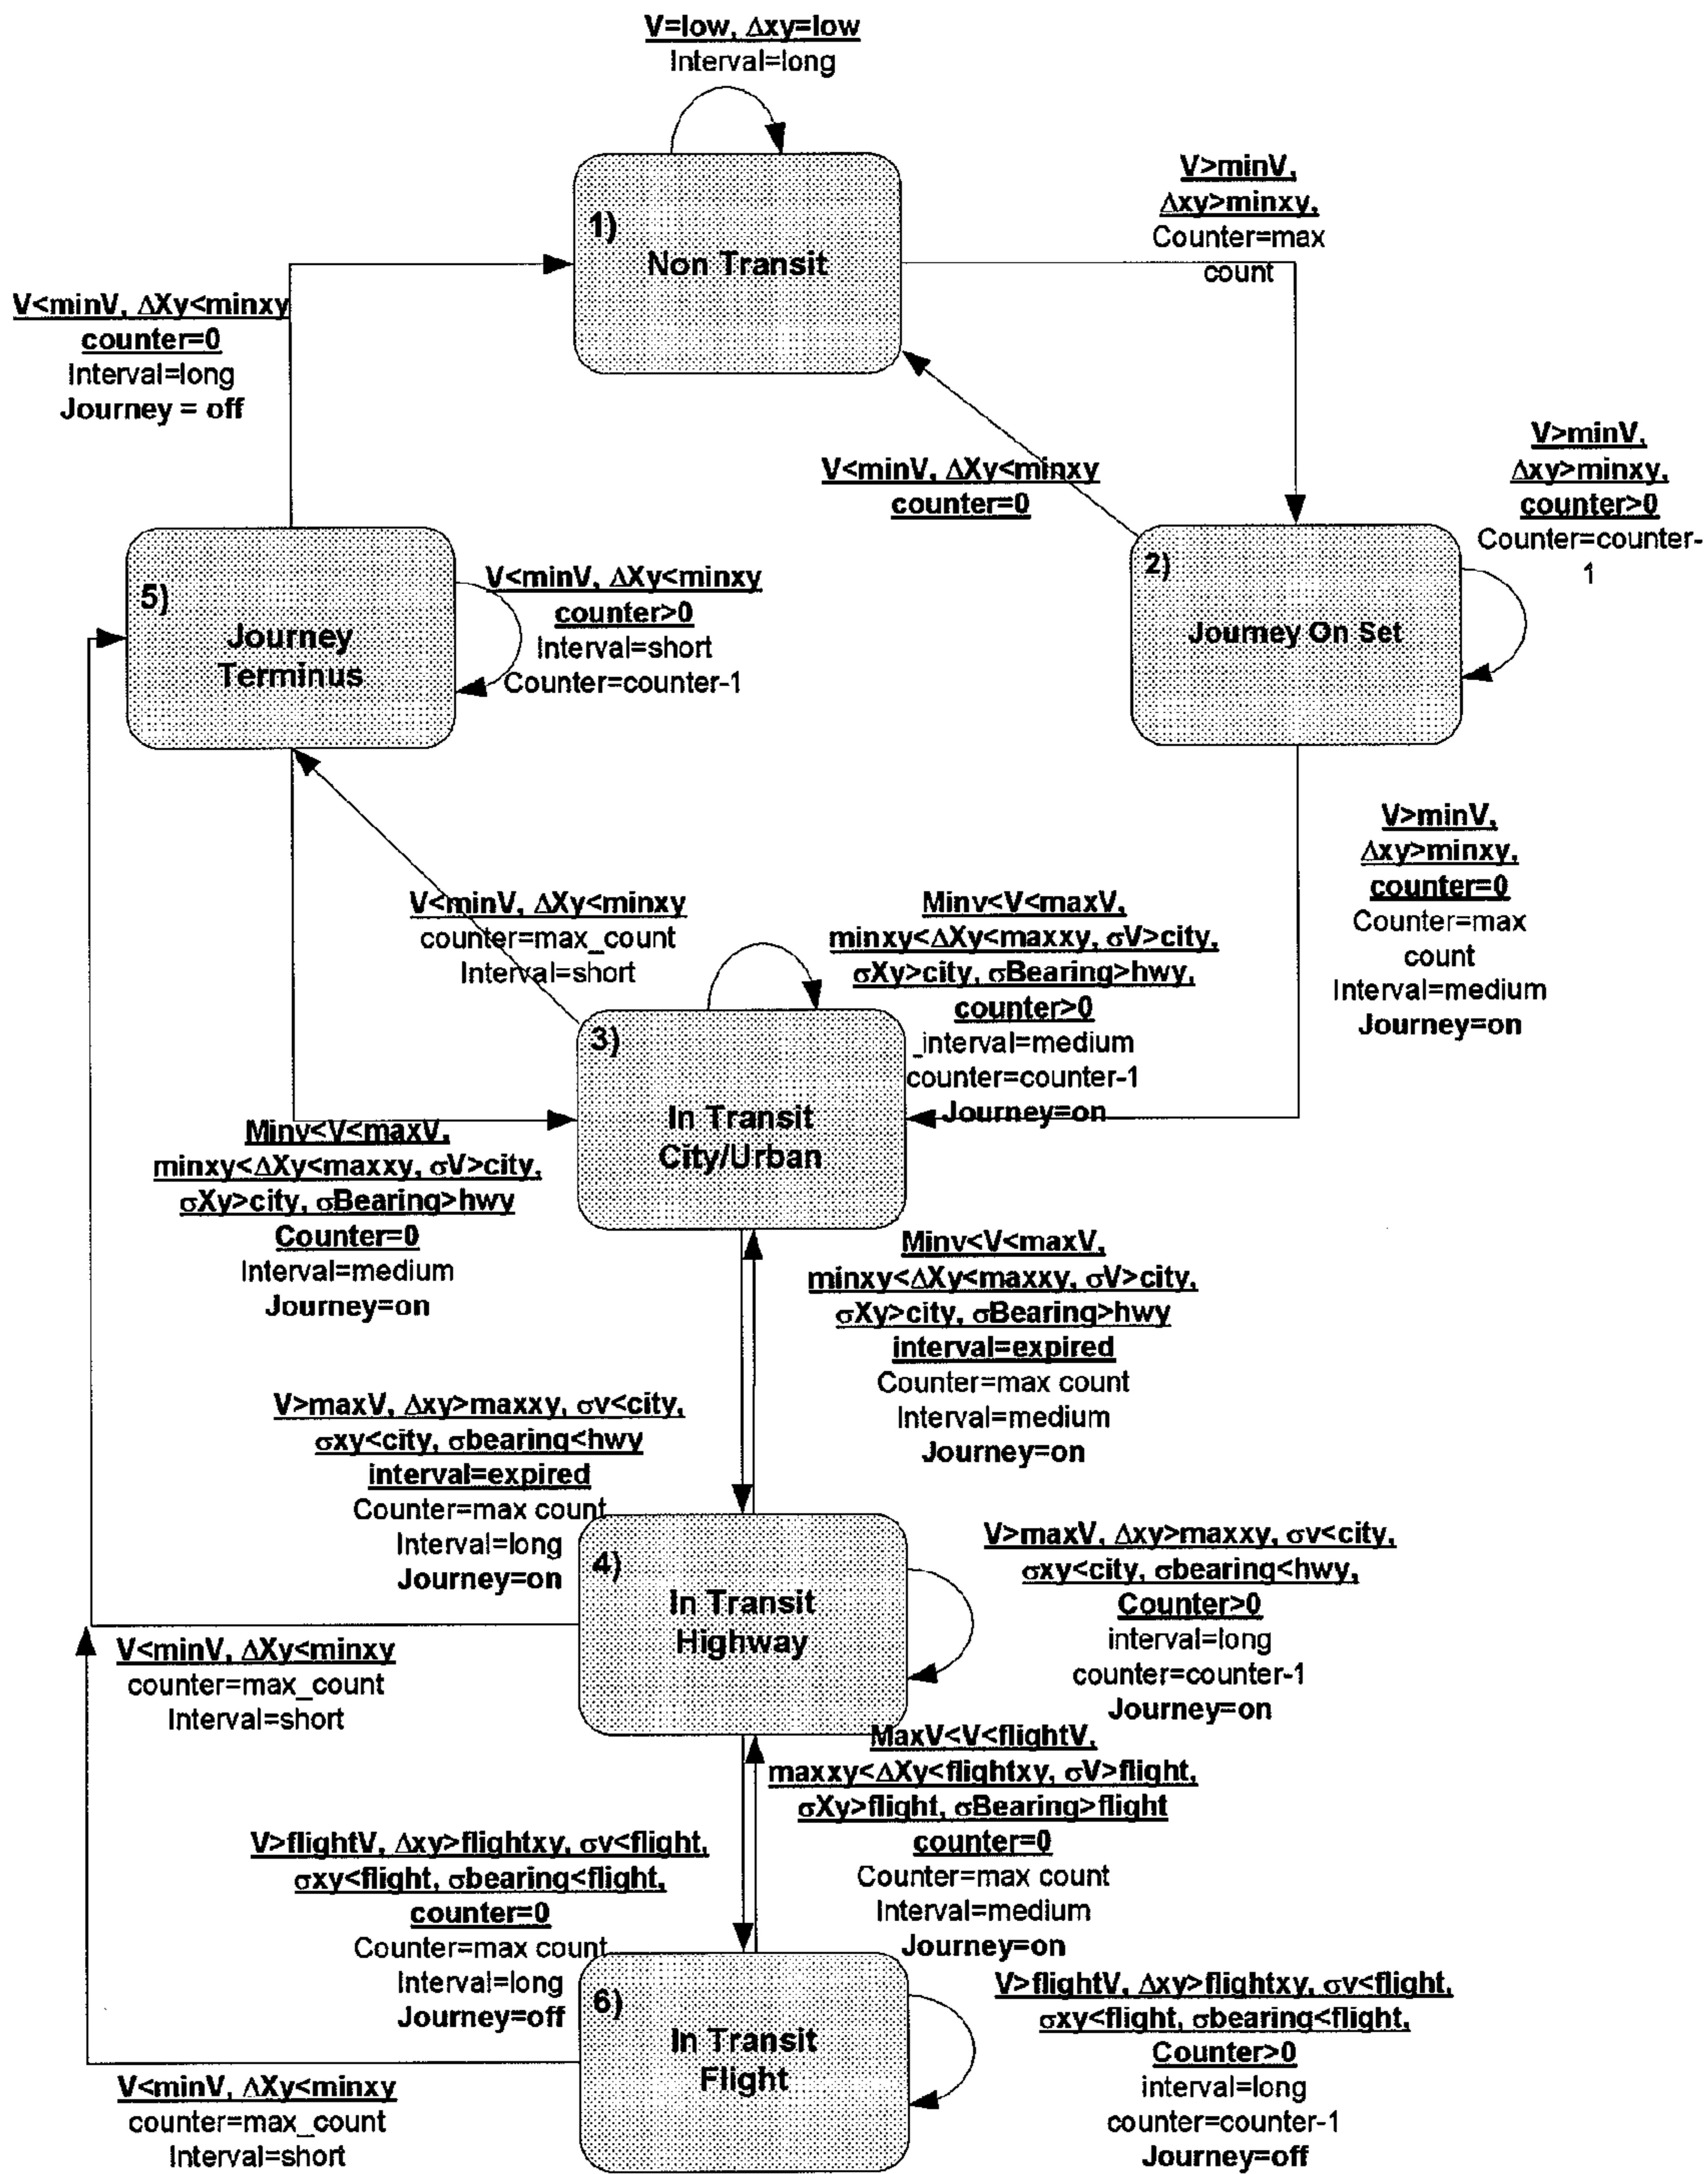 V=low, Δxy=low
Interval=long
1)
Non Transit
V>minV,
Δxy>minxy,
Counter=max
count
V<minV, ΔXy<minxy
counter=0
Interval=long
Journey = off
V<minV, ΔXy<minxy
counter=0
V>minV,
Δxy>minxy,
counter>0
Counter=counter-
1
2)
Journey On Set
5)
Journey
Terminus
V<minV, ΔXy<minxy
counter>0
Interval=short
Counter=counter-1
V>minV,
Δxy>minxy,
counter=0
Counter=max
count
Interval=medium
Journey=on
V<minV, ΔXy<minxy
counter=max_count
Interval=short
Minv<V<maxV,
minxy<ΔXy<maxxy, σV>city,
σXy>city, σBearing>hwy,
counter>0
_interval=medium
counter=counter-1
Journey=on
3)
In Transit
City/Urban
Minv<V<maxV,
minxy<ΔXy<maxxy, σV>city,
σXy>city, σBearing>hwy
Counter=0
Interval=medium
Journey=on
Minv<V<maxV,
minxy<ΔXy<maxxy, σV>city,
σXy>city, σBearing>hwy
interval=expired
Counter=max count
Interval=medium
Journey=on
V>maxV, Δxy>maxxy, σv<city,
σxy<city, σbearing<hwy
interval=expired
Counter=max count
Interval=long
Journey=on
4)
In Transit
Highway
V>maxV, Δxy>maxxy, σv<city,
σxy<city, σbearing<hwy,
Counter>0
interval=long
counter=counter-1
Journey=on
V<minV, ΔXy<minxy
counter=max_count
Interval=short
MaxV<V<flightV,
maxxy<ΔXy<flightxy, σV>flight,
σXy>flight, σBearing>flight
counter=0
Counter=max count
Interval=medium
Journey=on
V>flightV, Δxy>flightxy, σv<flight,
σxy<flight, σbearing<flight,
counter=0
Counter=max count
Interval=long
Journey=off
6)
In Transit
Flight
V>flightV, Δxy>flightxy, σv<flight,
σxy<flight, σbearing<flight,
Counter>0
interval=long
counter=counter-1
Journey=off
V<minV, ΔXy<minxy
counter=max_count
Interval=short